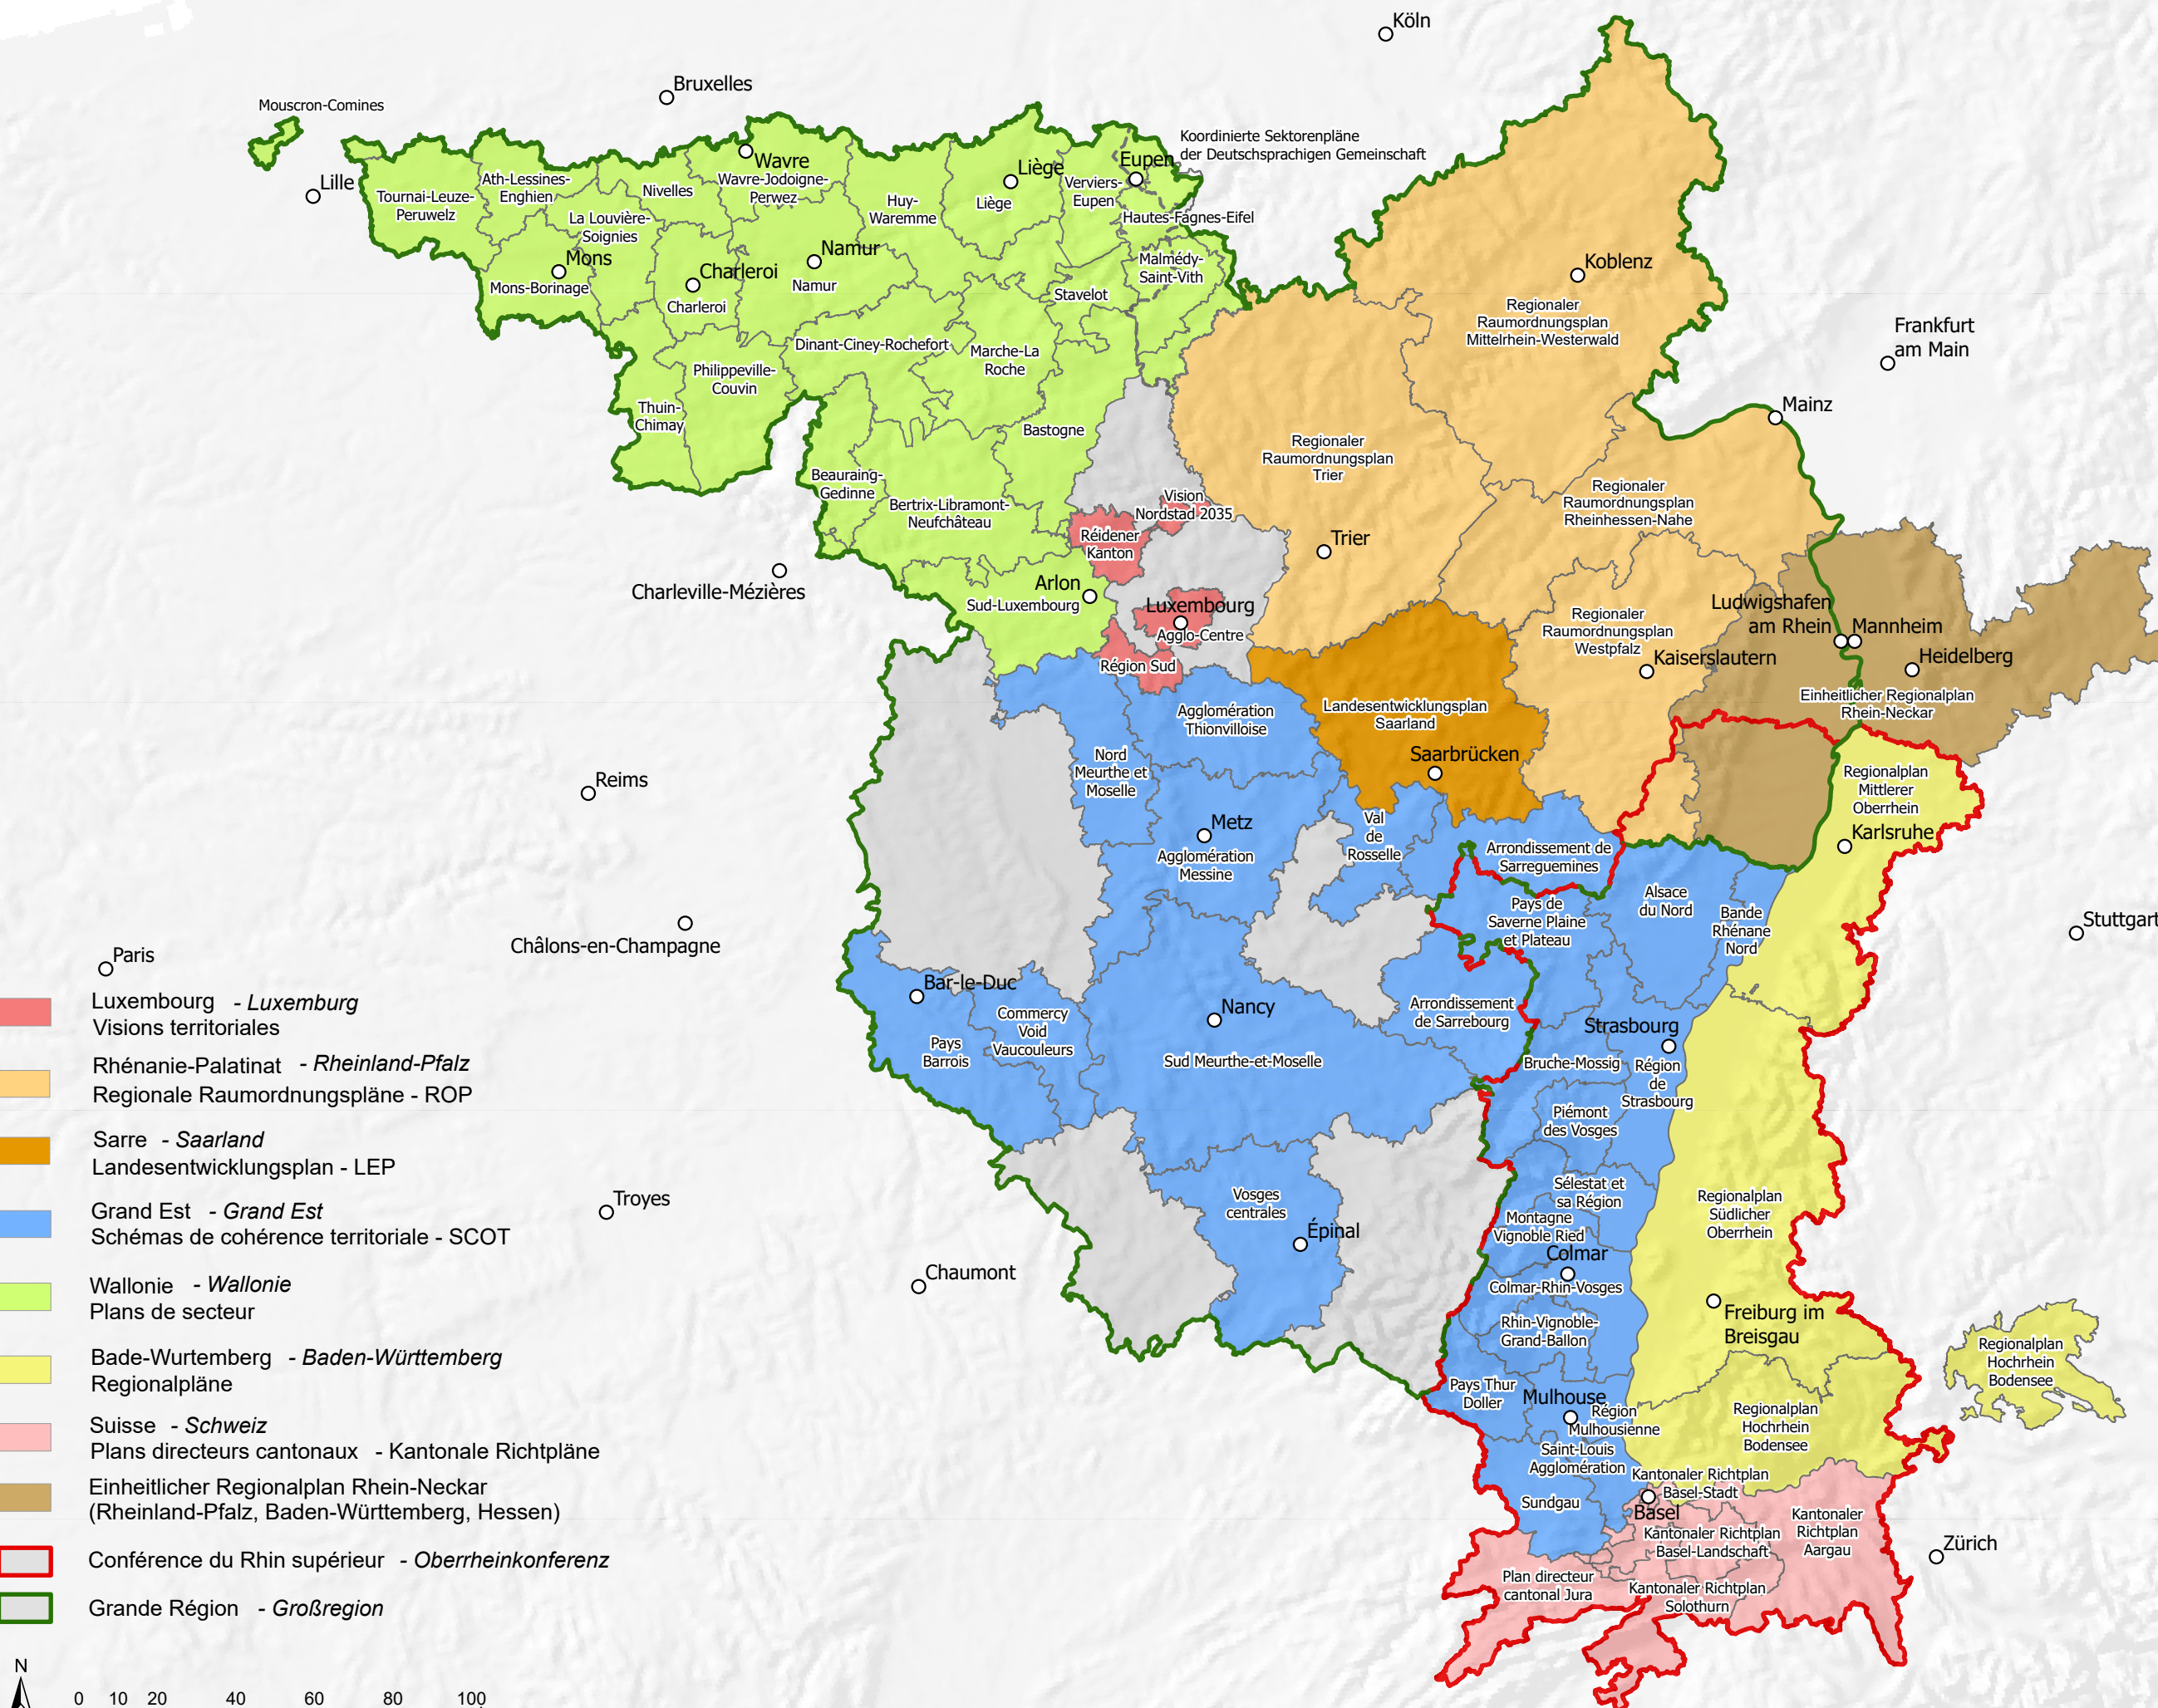 Köln
Bruxelles
Mouscron-Comines
Lille
Koordinierte Sektorenpläne
der Deutschsprachigen Gemeinschaft
Tournai-Leuze-
Peruwelz
Ath-Lessines-
Enghien
La Louvière-
Soignies
Nivelles
Wavre
Wavre-Jodoigne-
Perwez
Huy-
Waremme
Liège
Liège
Verviers-
Eupen
Eupen
Hautes-Fagnes-Eifel
Malmédy-
Saint-Vith
Mons
Mons-Borinage
Charleroi
Charleroi
Namur
Namur
Stavelot
Dinant-Ciney-Rochefort
Marche-La
Roche
Philippeville-
Couvin
Thuin-
Chimay
Bastogne
Beauraing-
Gedinne
Bertrix-Libramont-
Neufchâteau
Arlon
Sud-Luxembourg
Charleville-Mézières
Koblenz
Regionaler
Raumordnungsplan
Mittelrhein-Westerwald
Frankfurt
am Main
Mainz
Regionaler
Raumordnungsplan
Trier
Trier
Regionaler
Raumordnungsplan
Rheinhessen-Nahe
Regionaler
Raumordnungsplan
Westpfalz
Kaiserslautern
Ludwigshafen
am Rhein
Mannheim
Heidelberg
Einheitlicher Regionalplan
Rhein-Neckar
Vision
Nordstad 2035
Réidener
Kanton
Luxembourg
Agglo-Centre
Région Sud
Landesentwicklungsplan
Saarland
Saarbrücken
Agglomération
Thionvilloise
Nord
Meurthe et
Moselle
Metz
Agglomération
Messine
Val
de
Rosselle
Arrondissement de
Sarreguemines
Pays de
Saverne Plaine
et Plateau
Alsace
du Nord
Bande
Rhénane
Nord
Regionalplan
Mittlerer
Oberrhein
Karlsruhe
Stuttgart
Reims
Châlons-en-Champagne
Paris
Bar-le-Duc
Pays
Barrois
Commercy
Void
Vaucouleurs
Nancy
Sud Meurthe-et-Moselle
Arrondissement
de Sarrebourg
Strasbourg
Bruche-Mossig
Région
de
Strasbourg
Piémont
des Vosges
Sélestat et
sa Région
Montagne
Vignoble Ried
Colmar
Colmar-Rhin-Vosges
Rhin-Vignoble-
Grand-Ballon
Vosges
centrales
Épinal
Troyes
Chaumont
Regionalplan
Südlicher
Oberrhein
Freiburg im
Breisgau
Regionalplan
Hochrhein
Bodensee
Regionalplan
Hochrhein
Bodensee
Pays Thur
Doller
Mulhouse
Région
Mulhousienne
Saint-Louis
Agglomération
Sundgau
Kantonaler Richtplan
Basel-Stadt
Basel
Kantonaler Richtplan
Basel-Landschaft
Kantonaler
Richtplan
Aargau
Plan directeur
cantonal Jura
Kantonaler Richtplan
Solothurn
Zürich
Luxembourg - Luxemburg
Visions territoriales
Rhénanie-Palatinat - Rheinland-Pfalz
Regionale Raumordnungspläne - ROP
Sarre - Saarland
Landesentwicklungsplan - LEP
Grand Est - Grand Est
Schémas de cohérence territoriale - SCOT
Wallonie - Wallonie
Plans de secteur
Bade-Wurtemberg - Baden-Württemberg
Regionalpläne
Suisse - Schweiz
Plans directeurs cantonaux - Kantonale Richtpläne
Einheitlicher Regionalplan Rhein-Neckar
(Rheinland-Pfalz, Baden-Württemberg, Hessen)
Conférence du Rhin supérieur - Oberrheinkonferenz
Grande Région - Großregion
N
0 10 20 40 60 80 100